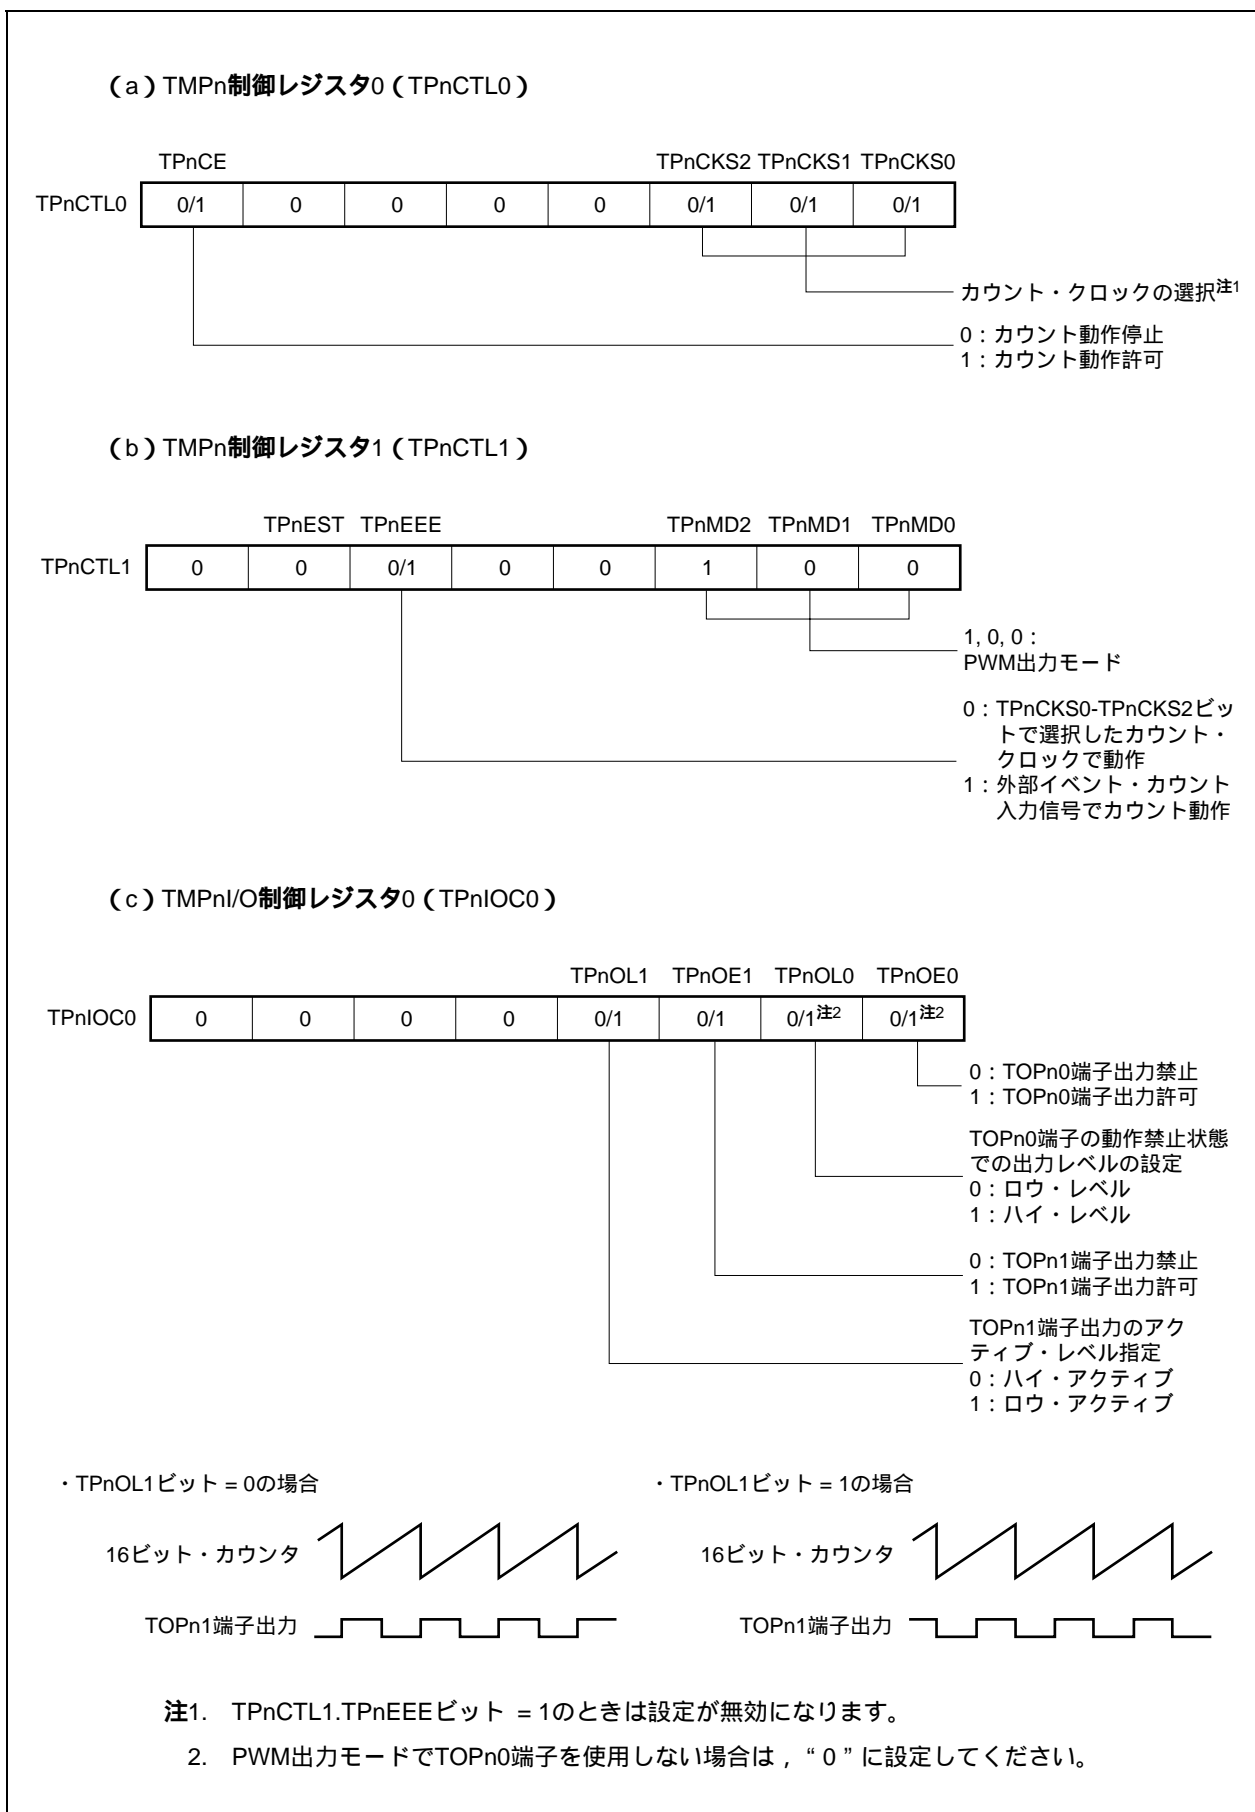 （a）TMPn制御レジスタ0（TPnCTL0）
TPnCE TPnCKS2 TPnCKS1 TPnCKS0
TPnCTL0 0/1 0 0 0 0 0/1 0/1 0/1
カウント・クロックの選択注1
0：カウント動作停止
1：カウント動作許可
（b）TMPn制御レジスタ1（TPnCTL1）
TPnEST TPnEEE TPnMD2 TPnMD1 TPnMD0
TPnCTL1 0 0 0/1 0 0 1 0 0
1, 0, 0：
PWM出力モード
0：TPnCKS0-TPnCKS2ビッ
トで選択したカウント・
クロックで動作
1：外部イベント・カウント
入力信号でカウント動作
（c）TMPnI/O制御レジスタ0（TPnIOC0）
TPnOL1 TPnOE1 TPnOL0 TPnOE0
TPnIOC0 0 0 0 0 0/1 0/1 0/1注2 0/1注2
0：TOPn0端子出力禁止
1：TOPn0端子出力許可
TOPn0端子の動作禁止状態
での出力レベルの設定
0：ロウ・レベル
1：ハイ・レベル
0：TOPn1端子出力禁止
1：TOPn1端子出力許可
TOPn1端子出力のアク
ティブ・レベル指定
0：ハイ・アクティブ
1：ロウ・アクティブ
・TPnOL1ビット = 0の場合 ・TPnOL1ビット = 1の場合
16ビット・カウンタ 16ビット・カウンタ
TOPn1端子出力 TOPn1端子出力
注1. TPnCTL1.TPnEEEビット = 1のときは設定が無効になります。
2. PWM出力モードでTOPn0端子を使用しない場合は，“0”に設定してください。